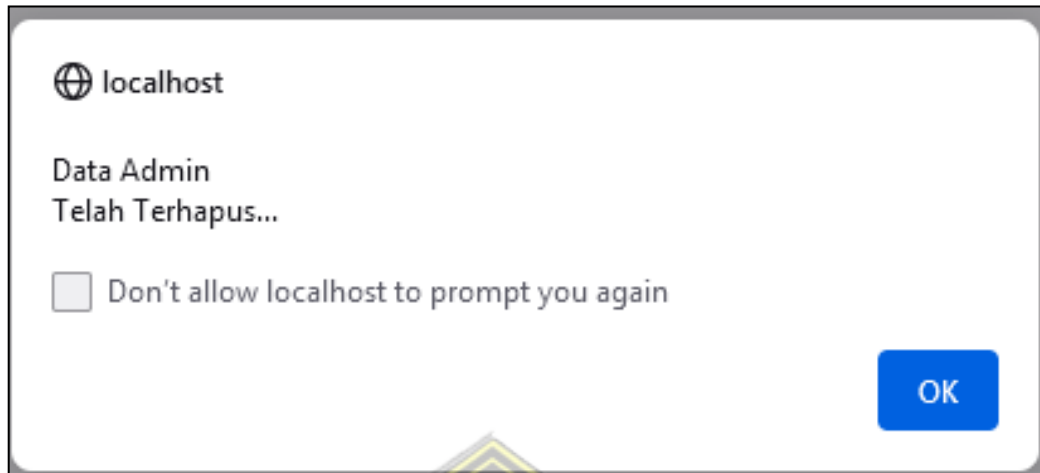 localhost
Data Admin
Telah Terhapus...
Don't allow localhost to prompt you again
OK